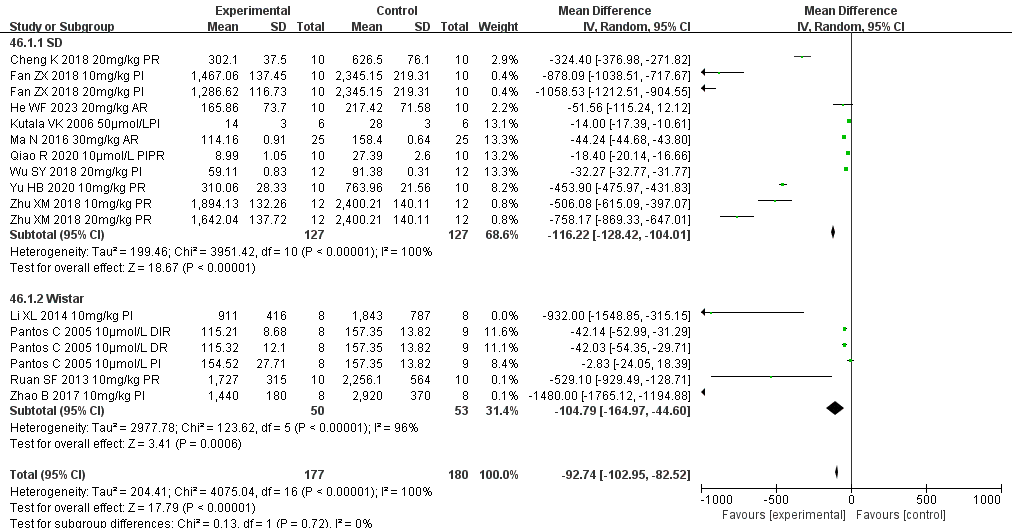 Experimental Control Mean Difference Mean Difference
Study or Subgroup Mean SD Total Mean SD Total Weight IV, Random, 95% CI IV, Random, 95% CI
46.1.1 SD
Cheng K 2018 20mg/kg PR 302.1 37.5 10 626.5 76.1 10 2.9% -324.40 [-376.98, -271.82]
Fan ZX 2018 10mg/kg PI 1,467.06 137.45 10 2,345.15 219.31 10 0.4% -878.09 [-1038.51, -717.67]
Fan ZX 2018 20mg/kg PI 1,286.62 116.73 10 2,345.15 219.31 10 0.4% -1058.53 [-1212.51, -904.55]
He WF 2023 20mg/kg AR 165.86 73.7 10 217.42 71.58 10 2.2% -51.56 [-115.24, 12.12]
Kutala VK 2006 50μmol/LPI 14 3 6 28 3 6 13.2% -14.00 [-17.39, -10.61]
Ma N 2016 30mg/kg AR 114.16 0.91 25 158.4 0.64 25 13.3% -44.24 [-44.68, -43.80]
Qiao R 2020 10μmol/L PIPR 8.99 1.05 10 27.39 2.6 10 13.2% -18.40 [-20.14, -16.66]
Wu SY 2018 20mg/kg PI 59.11 0.83 12 91.38 0.31 12 13.3% -32.27 [-32.77, -31.77]
Yu HB 2020 10mg/kg PR 310.06 28.33 10 763.96 21.56 10 8.2% -453.90 [-475.97, -431.83]
Zhu XM 2018 10mg/kg PR 1,894.13 132.26 12 2,400.21 140.11 12 0.8% -506.08 [-615.09, -397.07]
Zhu XM 2018 20mg/kg PR 1,642.04 137.72 12 2,400.21 140.11 12 0.8% -758.17 [-869.33, -647.01]
Subtotal (95% CI) 127 127 68.6% -116.22 [-128.42, -104.01]
Heterogeneity: Tau² = 199.46; Chi² = 3951.42, df = 10 (P < 0.00001); I² = 100%
Test for overall effect: Z = 18.67 (P < 0.00001)
46.1.2 Wistar
Li XL 2014 10mg/kg PI 911 416 8 1,843 787 8 0.0% -932.00 [-1548.85, -315.15]
Pantos C 2005 10μmol/L DIR 115.21 8.68 8 157.35 13.82 9 11.6% -42.14 [-52.99, -31.29]
Pantos C 2005 10μmol/L DR 115.32 12.1 8 157.35 13.82 9 11.1% -42.03 [-54.35, -29.71]
Pantos C 2005 10μmol/L PI 154.52 27.71 8 157.35 13.82 9 8.4% -2.83 [-24.05, 18.39]
Ruan SF 2013 10mg/kg PR 1,727 315 10 2,256.1 564 10 0.1% -529.10 [-929.49, -128.71]
Zhao B 2017 10mg/kg PI 1,440 180 8 2,920 370 8 0.1% -1480.00 [-1765.12, -1194.88]
Subtotal (95% CI) 50 53 31.4% -104.79 [-164.97, -44.60]
Heterogeneity: Tau² = 2977.78; Chi² = 123.62, df = 5 (P < 0.00001); I² = 96%
Test for overall effect: Z = 3.41 (P = 0.0006)
Total (95% CI) 177 180 100.0% -92.74 [-102.95, -82.52]
Heterogeneity: Tau² = 204.41; Chi² = 4075.04, df = 16 (P < 0.00001); I² = 100%
Test for overall effect: Z = 17.79 (P < 0.00001)
Test for subgroup differences: Chi² = 0.13, df = 1 (P = 0.72), I² = 0%
-1000 -500 0 500 1000
Favours [experimental] Favours [control]